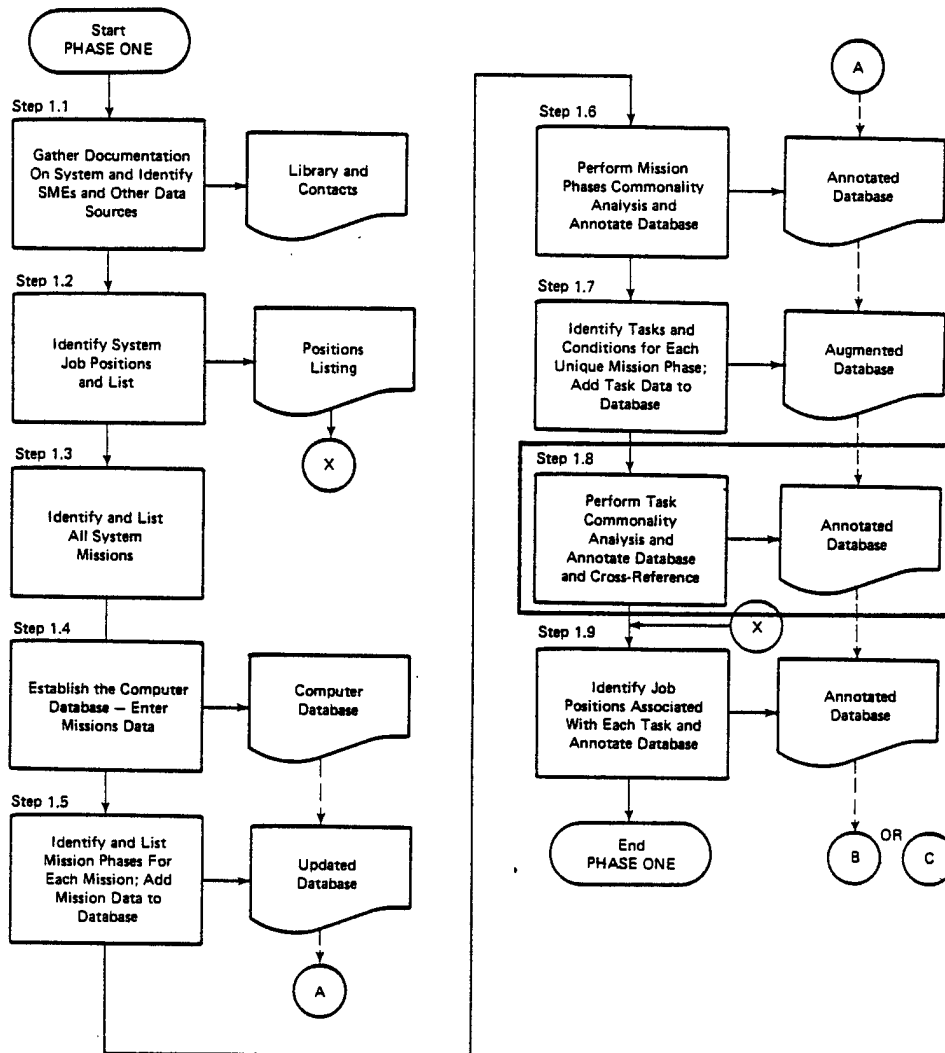 Start
PHASE ONE
Step 1.1
Gather Documentation
On System and Identify
SMEs and Other Data
Sources
Library and
Contacts
Step 1.2
Identify System
Job Positions
and List
Positions
Listing
X
Step 1.3
Identify and List
All System
Missions
Step 1.4
Establish the Computer
Database — Enter
Missions Data
Computer
Database
Step 1.5
Identify and List
Mission Phases For
Each Mission; Add
Mission Data to
Database
Updated
Database
A
A
Step 1.6
Perform Mission
Phases Commonality
Analysis and
Annotate Database
Annotated
Database
Step 1.7
Identify Tasks and
Conditions for Each
Unique Mission Phase;
Add Task Data to
Database
Augmented
Database
Step 1.8
Perform Task
Commonality
Analysis and
Annotate Database
and Cross-Reference
Annotated
Database
X
Step 1.9
Identify Job
Positions Associated
With Each Task and
Annotate Database
Annotated
Database
End
PHASE ONE
B
OR
C